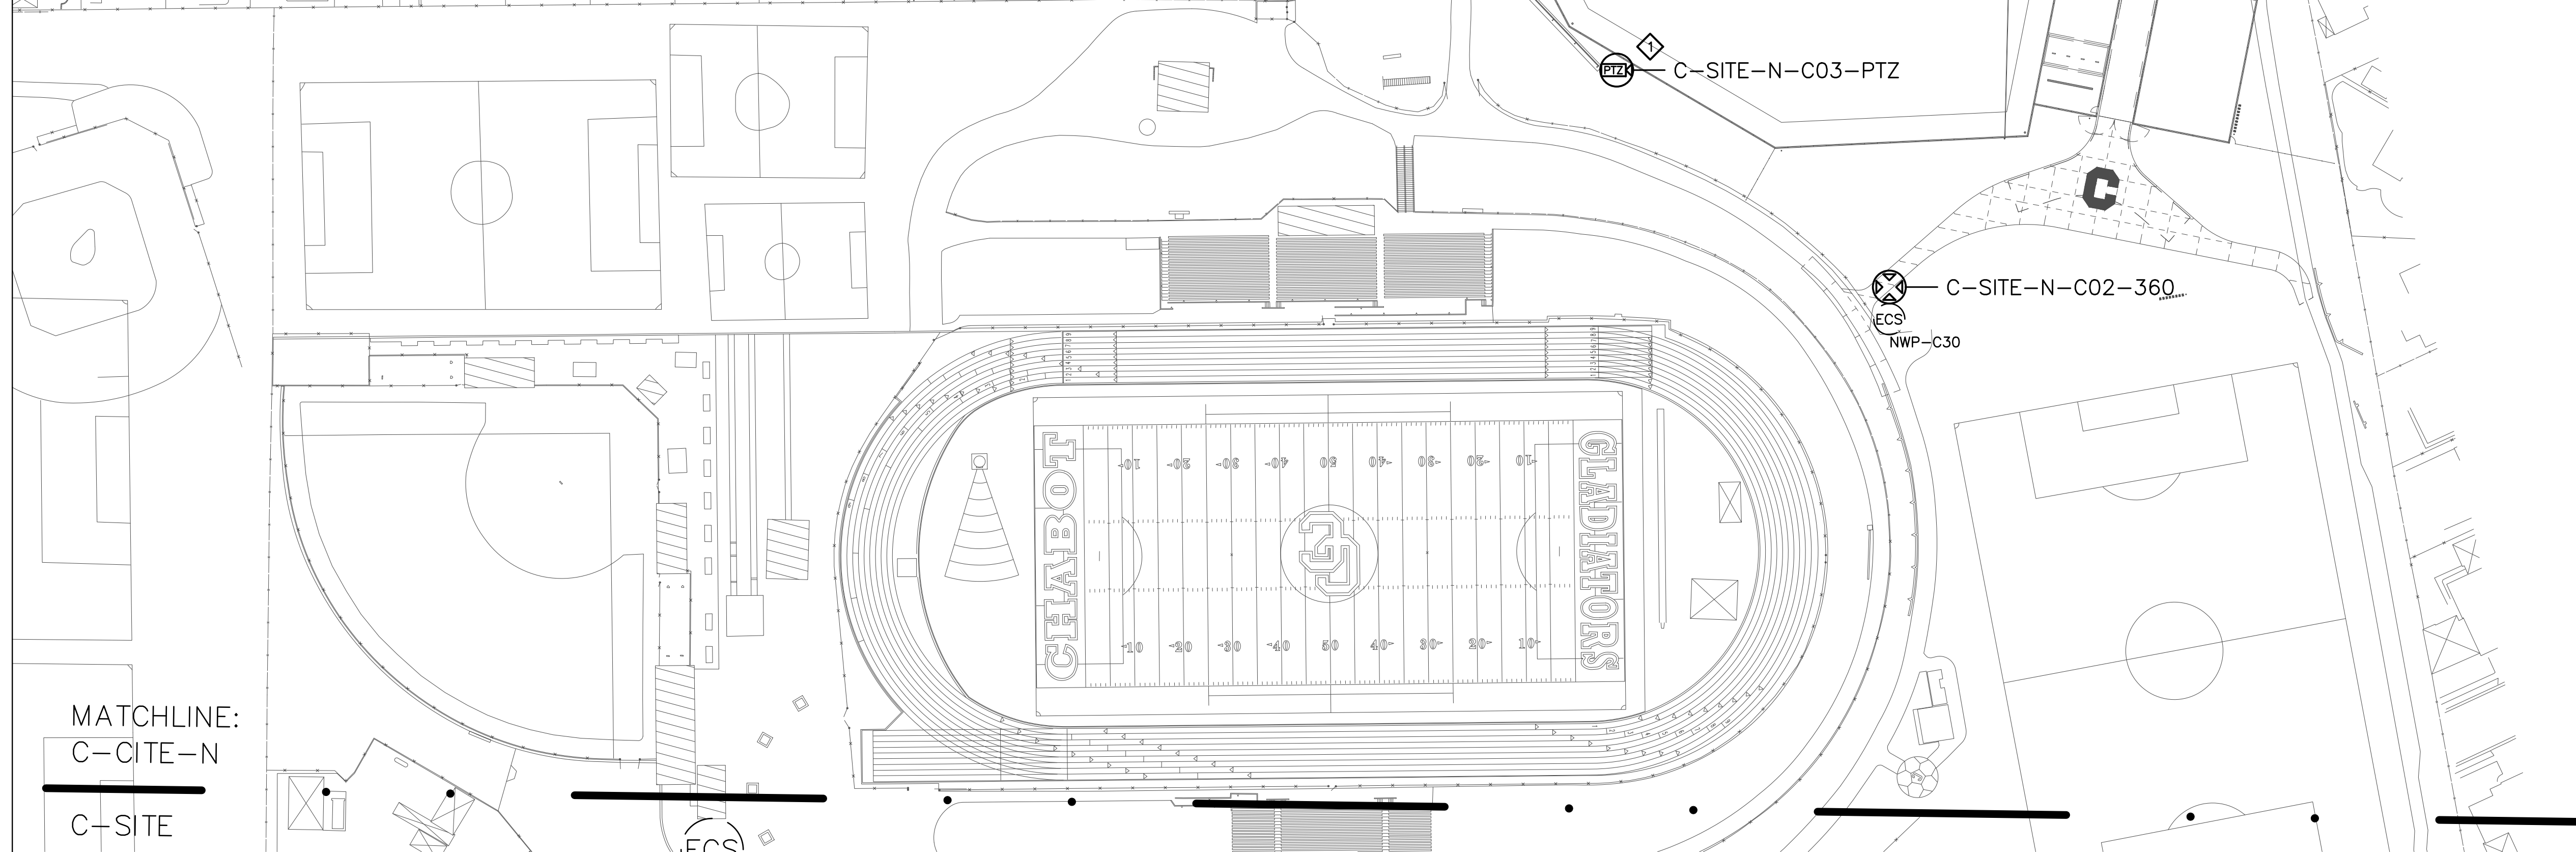 1
PTZ
C-SITE-N-C03-PTZ
C
C-SITE-N-C02-360
ECS
NWP-C30
CHABOT
GLADIATORS
10 20 30 40 50 40 30 20 10
C
10 20 30 40 50 40 30 20 10
MATCHLINE:
C-CITE-N
C-SITE
ECS